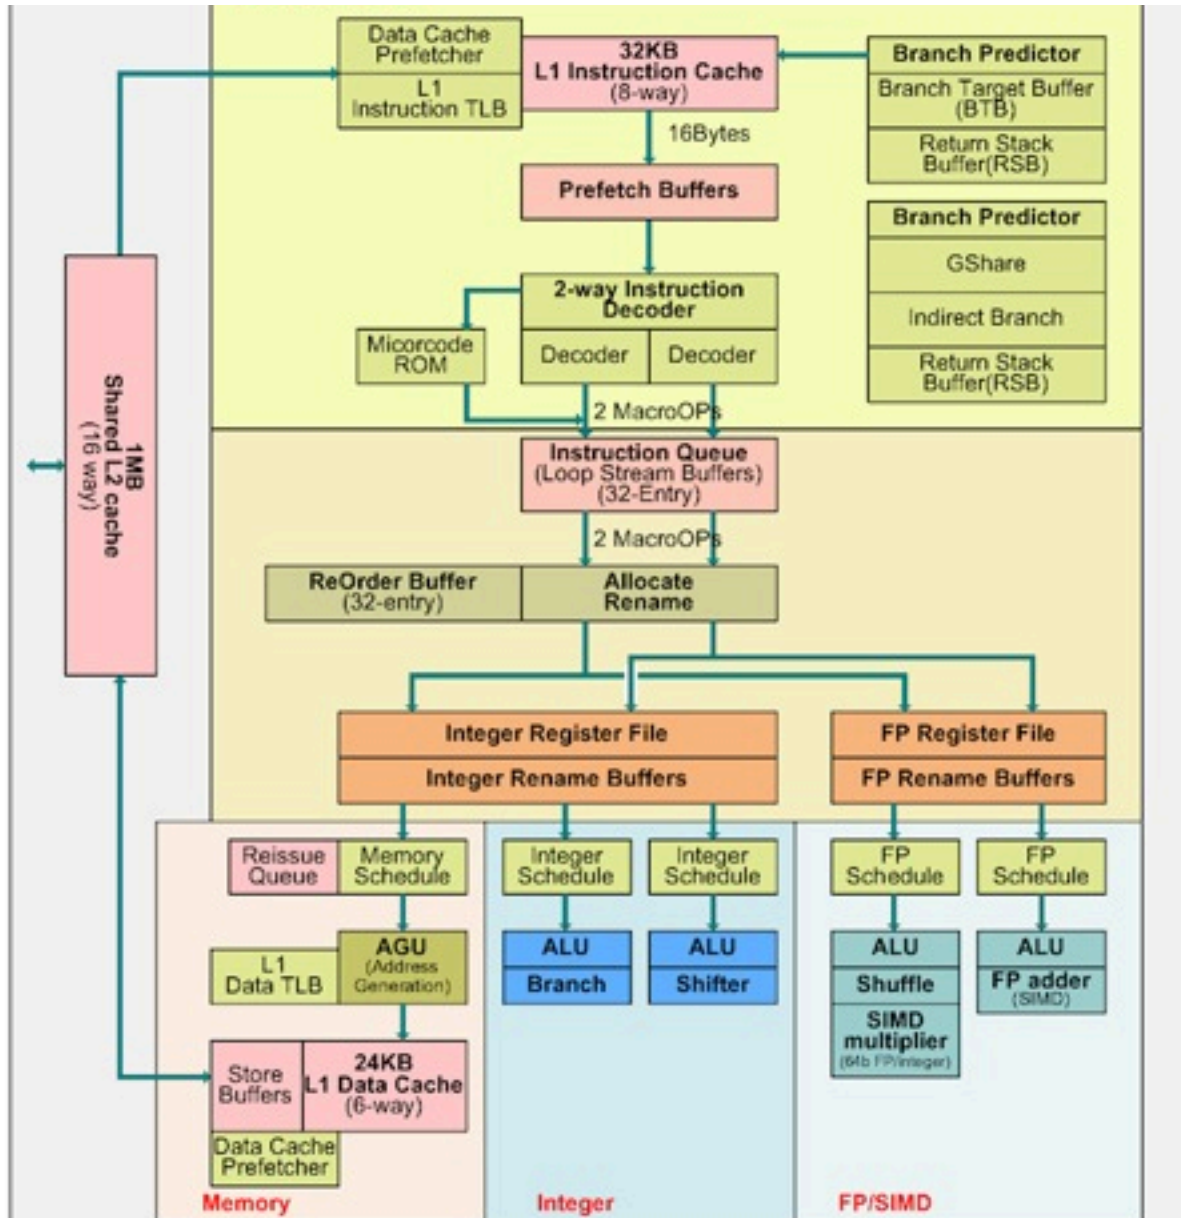 Data Cache
Prefetcher
L1
Instruction TLB
32KB
L1 Instruction Cache
(8-way)
Branch Predictor
Branch Target Buffer
(BTB)
Return Stack
Buffer(RSB)
16Bytes
Prefetch Buffers
Branch Predictor
GShare
Indirect Branch
Return Stack
Buffer(RSB)
2-way Instruction
Decoder
Decoder
Decoder
Micorcode
ROM
2 MacroOPs
1MB
Shared L2 cache
(16 way)
Instruction Queue
(Loop Stream Buffers)
(32-Entry)
2 MacroOPs
ReOrder Buffer
(32-entry)
Allocate
Rename
Integer Register File
Integer Rename Buffers
FP Register File
FP Rename Buffers
Reissue
Queue
Memory
Schedule
Integer
Schedule
Integer
Schedule
FP
Schedule
FP
Schedule
L1
Data TLB
AGU
(Address
Generation)
ALU
Branch
ALU
Shifter
ALU
Shuffle
SIMD
multiplier
(64b FP/integer)
ALU
FP adder
(SIMD)
Store
Buffers
24KB
L1 Data Cache
(6-way)
Data Cache
Prefetcher
Memory
Integer
FP/SIMD